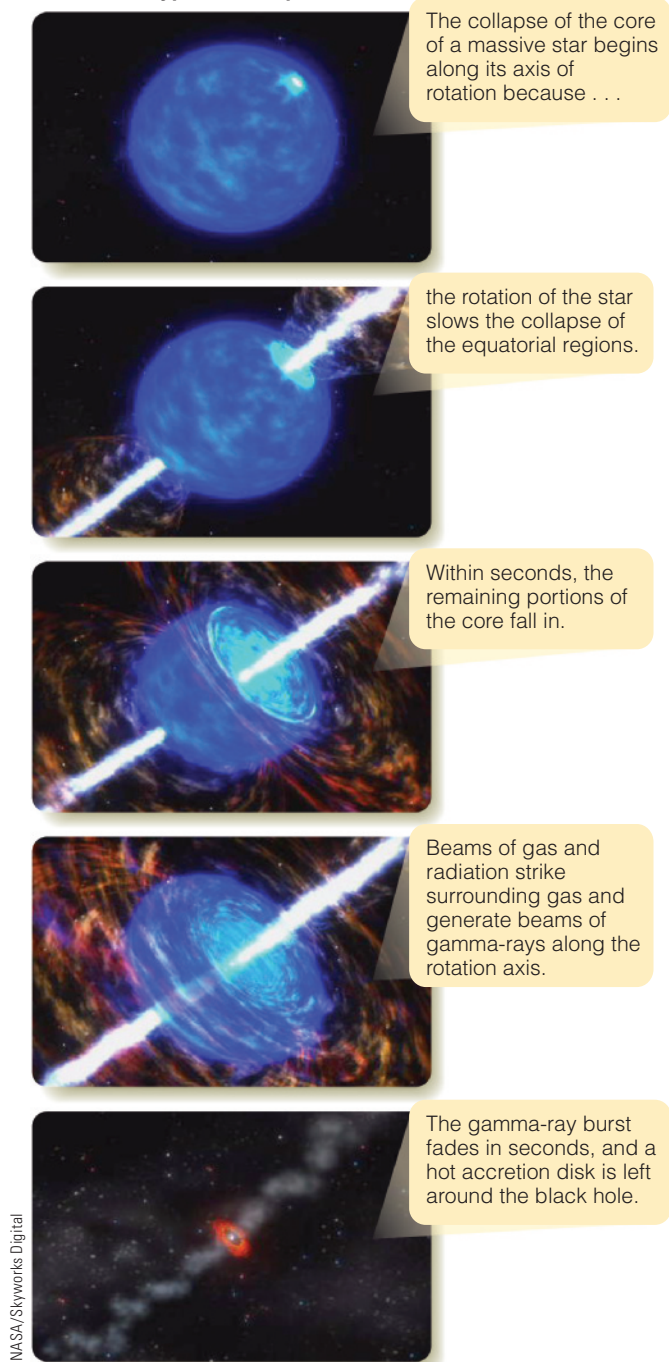 The collapse of the core
of a massive star begins
along its axis of
rotation because . . .
the rotation of the star
slows the collapse of
the equatorial regions.
Within seconds, the
remaining portions of
the core fall in.
Beams of gas and
radiation strike
surrounding gas and
generate beams of
gamma-rays along the
rotation axis.
The gamma-ray burst
fades in seconds, and a
hot accretion disk is left
around the black hole.
NASA/Skyworks Digital